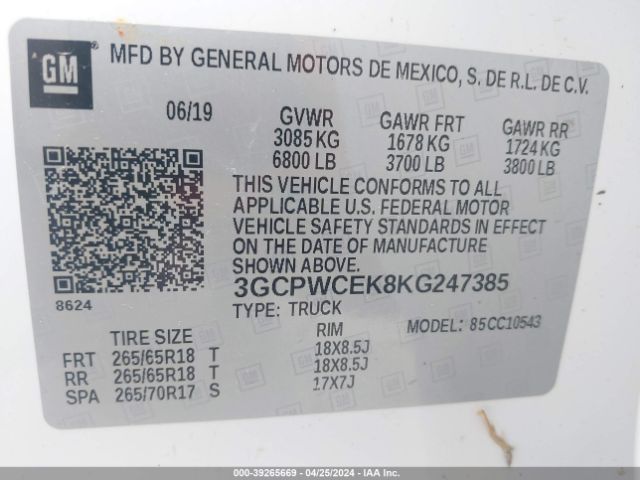 GM ®
MFD BY GENERAL MOTORS DE MEXICO, S. DE R.L. DE C.V.
06/19 GVWR GAWR FRT GAWR RR
3085 KG 1678 KG 1724 KG
6800 LB 3700 LB 3800 LB
THIS VEHICLE CONFORMS TO ALL
APPLICABLE U.S. FEDERAL MOTOR
VEHICLE SAFETY STANDARDS IN EFFECT
ON THE DATE OF MANUFACTURE
SHOWN ABOVE.
3GCPWCEK8KG247385
8624 TYPE: TRUCK MODEL: 85CC10543
TIRE SIZE RIM
FRT 265/65R18 T 18X8.5J
RR 265/65R18 T 18X8.5J
SPA 265/70R17 S 17X7J
000-39265669 - 04/25/2024 - IAA Inc.